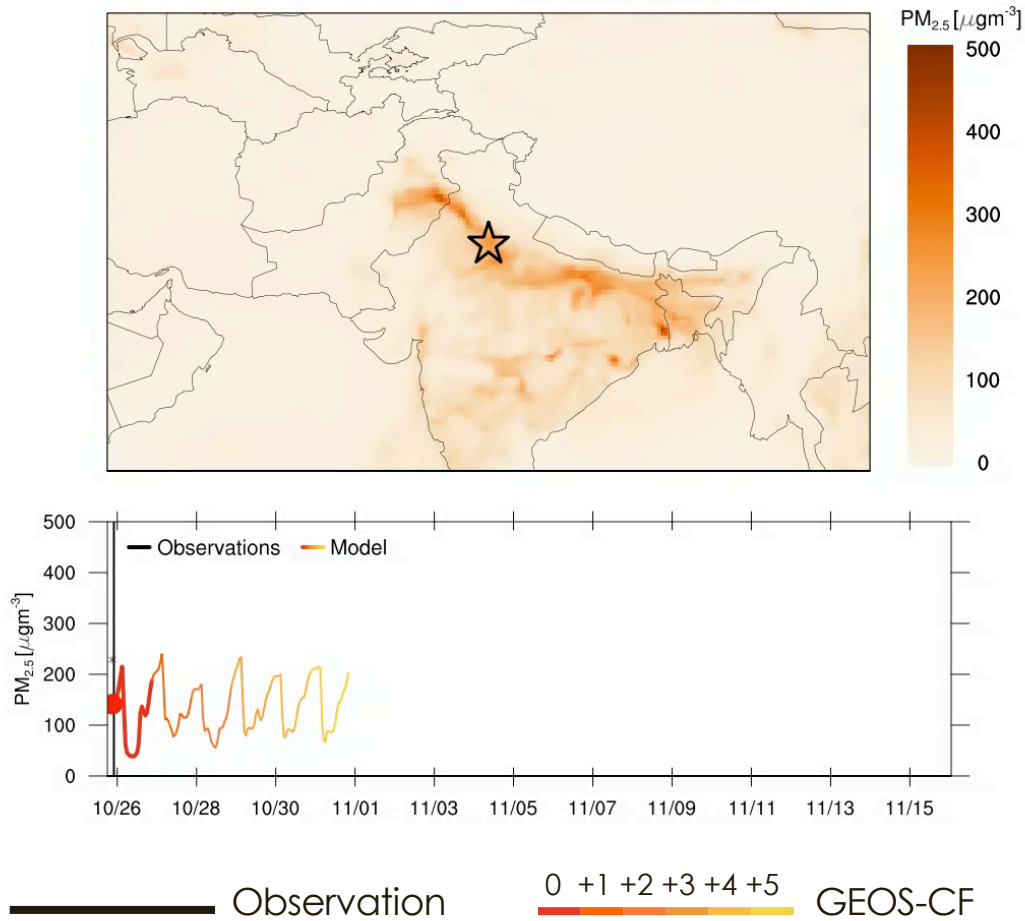 PM2.5 [μgm-3]
500
400
300
200
100
0
500
400
300
200
100
0
PM2.5 [μgm-3]
Observations Model
10/26 10/28 10/30 11/01 11/03 11/05 11/07 11/09 11/11 11/13 11/15
0 +1 +2 +3 +4 +5
Observation GEOS-CF